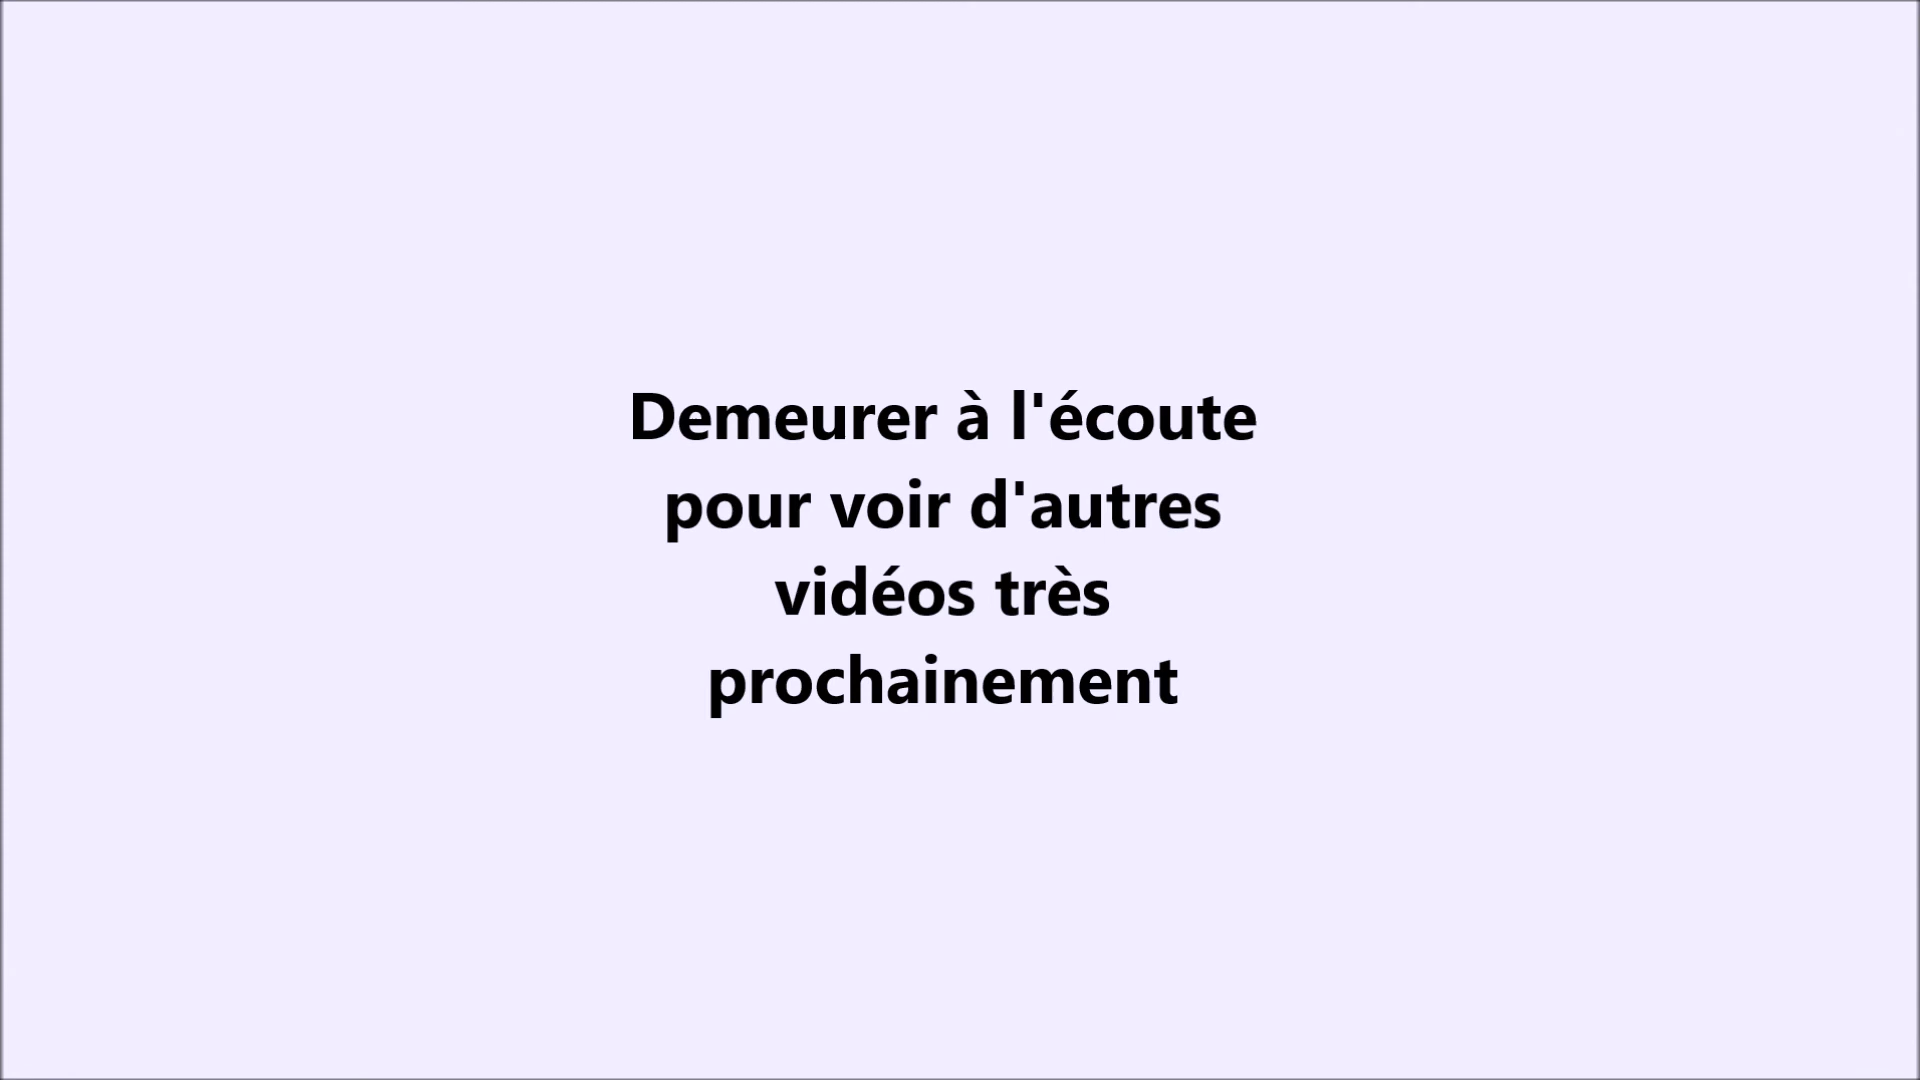 Demeurer à l'écoute
pour voir d'autres
vidéos très
prochainement